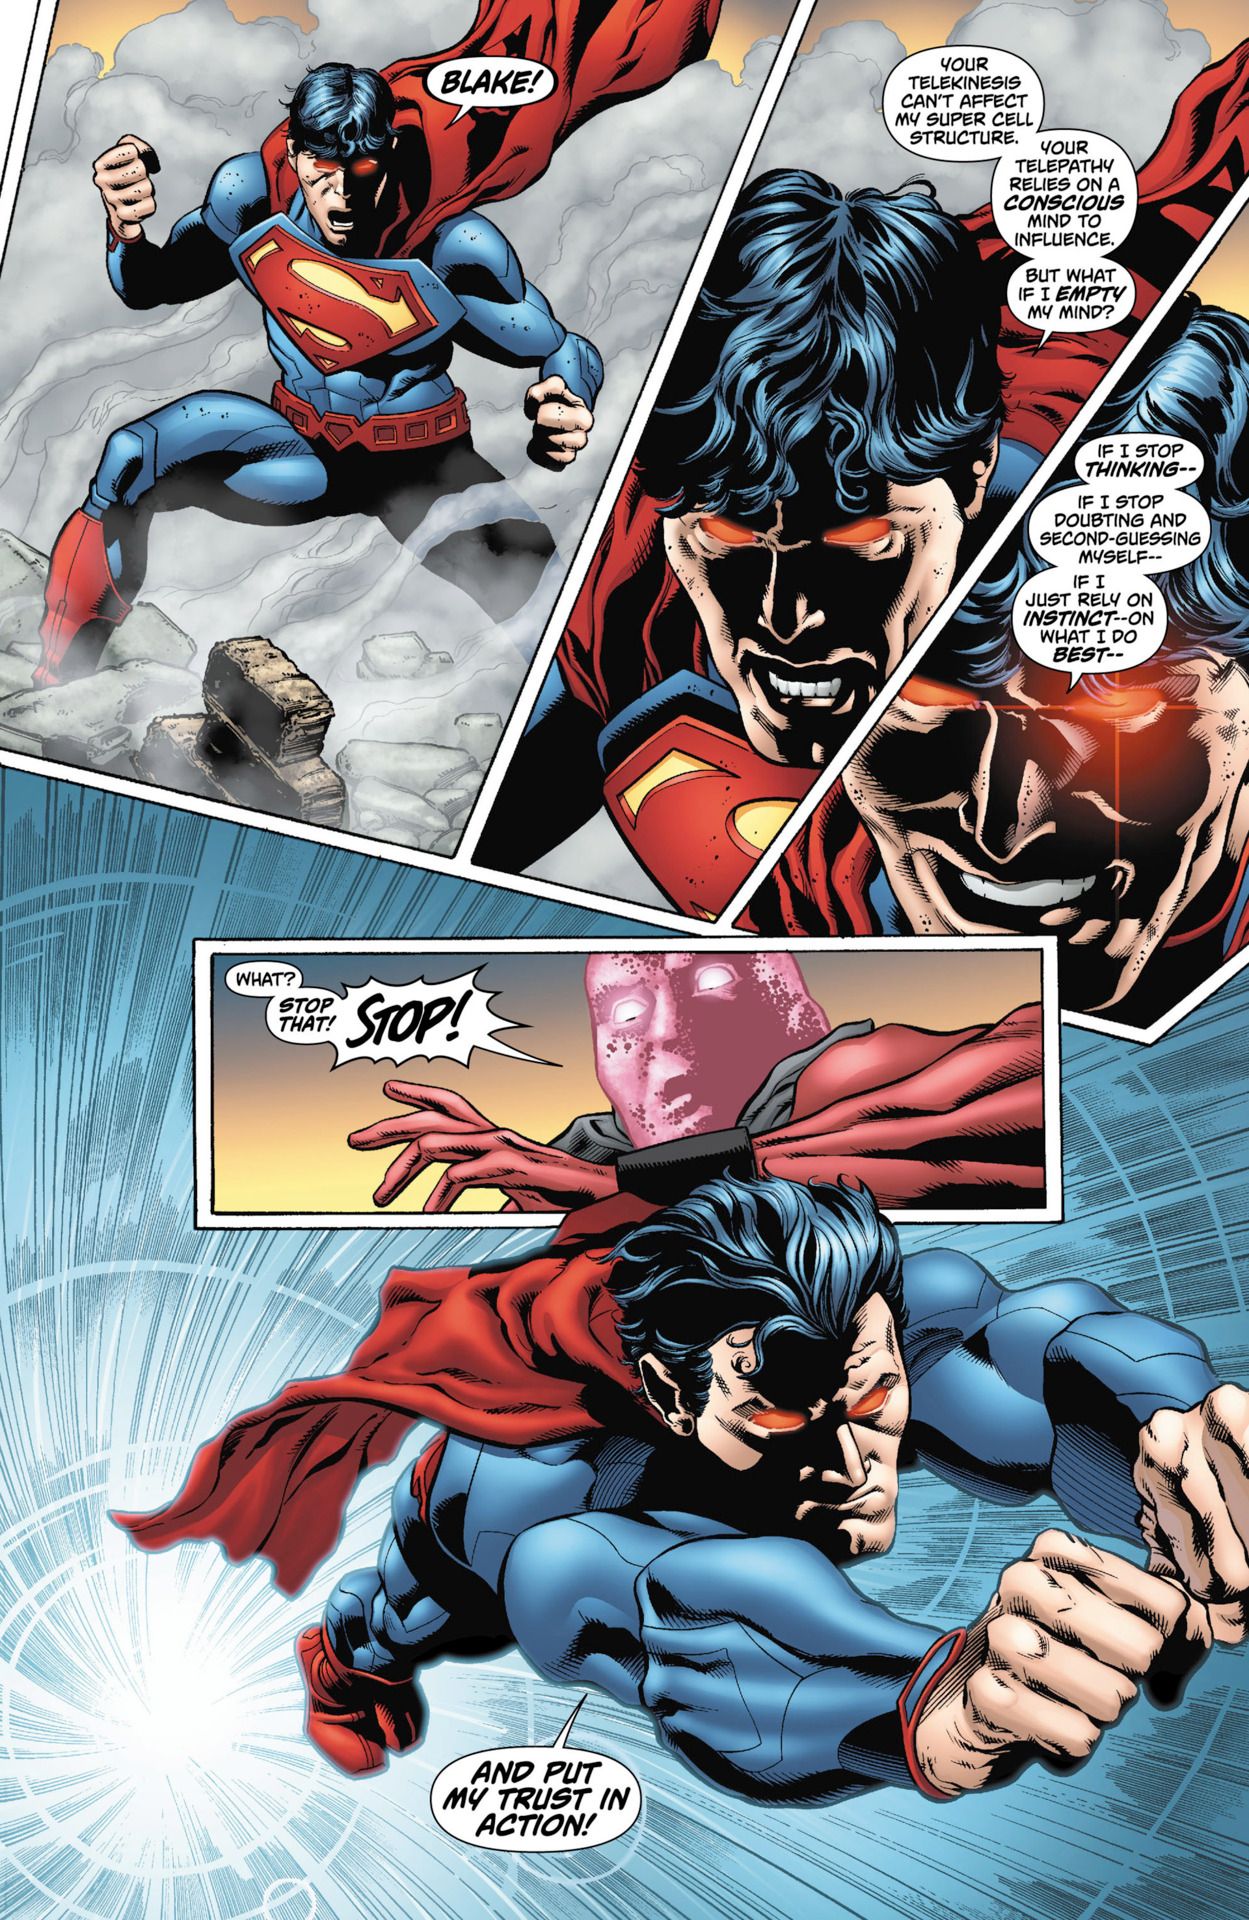 BLAKE!
YOUR
TELEKINESIS
CAN'T AFFECT
MY SUPER CELL
STRUCTURE.
YOUR
TELEPATHY
RELIES ON A
CONSCIOUS
MIND TO
INFLUENCE.
BUT WHAT
IF I EMPTY
MY MIND?
IF I STOP
THINKING--
IF I STOP
DOUBTING AND
SECOND-GUESSING
MYSELF--
IF I
JUST RELY ON
INSTINCT--ON
WHAT I DO
BEST--
WHAT?
STOP
THAT!
STOP!
AND PUT
MY TRUST IN
ACTION!